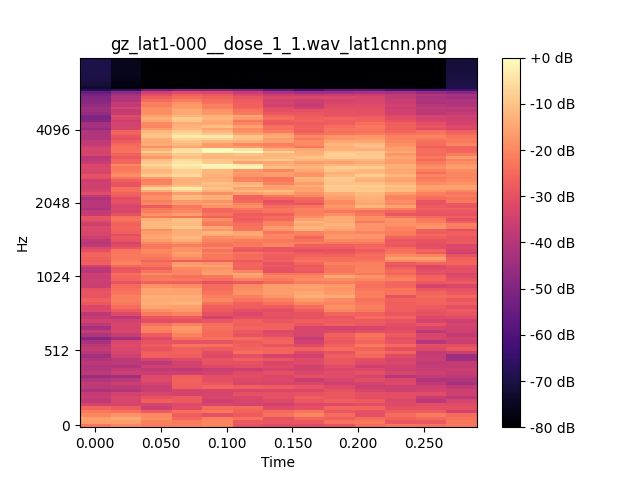 gz_lat1-000__dose_1_1.wav_lat1cnn.png
Hz
4096
2048
1024
512
0
0.000 0.050 0.100 0.150 0.200 0.250
Time
+0 dB
-10 dB
-20 dB
-30 dB
-40 dB
-50 dB
-60 dB
-70 dB
-80 dB